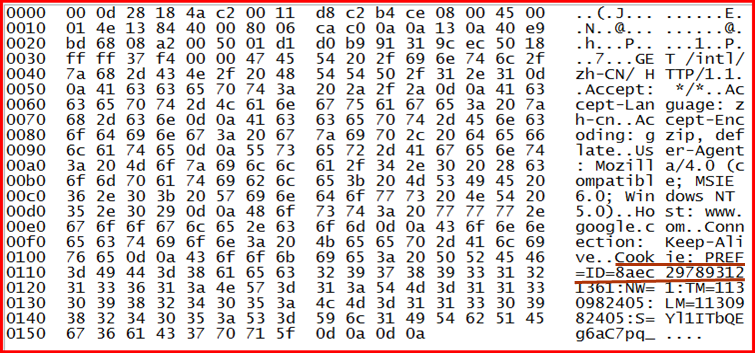 0000 00 0d 28 18 4a c2 00 11 d8 c2 b4 ce 08 00 45 00 ..(.J... ......E.
0010 01 4e 13 84 40 00 80 06 ca c0 0a 0a 13 0a 40 e9 .N..@... ......@.
0020 bd 68 08 a2 00 50 01 d1 d0 b9 91 31 9c ec 50 18 .h...P.. ...1..P.
0030 ff ff 37 f4 00 00 47 45 54 20 2f 69 6e 74 6c 2f ..7...GE T /intl/
0040 7a 68 2d 43 4e 2f 20 48 54 54 50 2f 31 2e 31 0d zh-CN/ H TTP/1.1.
0050 0a 41 63 63 65 70 74 3a 20 2a 2f 2a 0d 0a 41 63 .Accept: */*..Ac
0060 63 65 70 74 2d 4c 61 6e 67 75 61 67 65 3a 20 7a cept-Lan guage: z
0070 68 2d 63 6e 0d 0a 41 63 63 65 70 74 2d 45 6e 63 h-cn..Ac cept-Enc
0080 6f 64 69 6e 67 3a 20 67 7a 69 70 2c 20 64 65 66 oding: g zip, def
0090 6c 61 74 65 0d 0a 55 73 65 72 2d 41 67 65 6e 74 late..Us er-Agent
00a0 3a 20 4d 6f 7a 69 6c 6c 61 2f 34 2e 30 20 28 63 : Mozill a/4.0 (c
00b0 6f 6d 70 61 74 69 62 6c 65 3b 20 4d 53 49 45 20 ompatibl e; MSIE
00c0 36 2e 30 3b 20 57 69 6e 64 6f 77 73 20 4e 54 20 6.0; Win dows NT
00d0 35 2e 30 29 0d 0a 48 6f 73 74 3a 20 77 77 77 2e 5.0)..Ho st: www.
00e0 67 6f 6f 67 6c 65 2e 63 6f 6d 0d 0a 43 6f 6e 6e google.c om..Conn
00f0 65 63 74 69 6f 6e 3a 20 4b 65 65 70 2d 41 6c 69 ection: Keep-Ali
0100 76 65 0d 0a 43 6f 6f 6b 69 65 3a 20 50 52 45 46 ve..Cook ie: PREF
0110 3d 49 44 3d 38 61 65 63 32 39 37 38 39 33 31 32 =ID=8aec 29789312
0120 31 33 36 31 3a 4e 57 3d 31 3a 54 4d 3d 31 31 33 1361:NW= 1:TM=113
0130 30 39 38 32 34 30 35 3a 4c 4d 3d 31 31 33 30 39 0982405: LM=11309
0140 38 32 34 30 35 3a 53 3d 59 6c 31 49 54 62 51 45 82405:S= Yl1ITbQE
0150 67 36 61 43 37 70 71 5f 0d 0a 0d 0a g6aC7pq_ ....